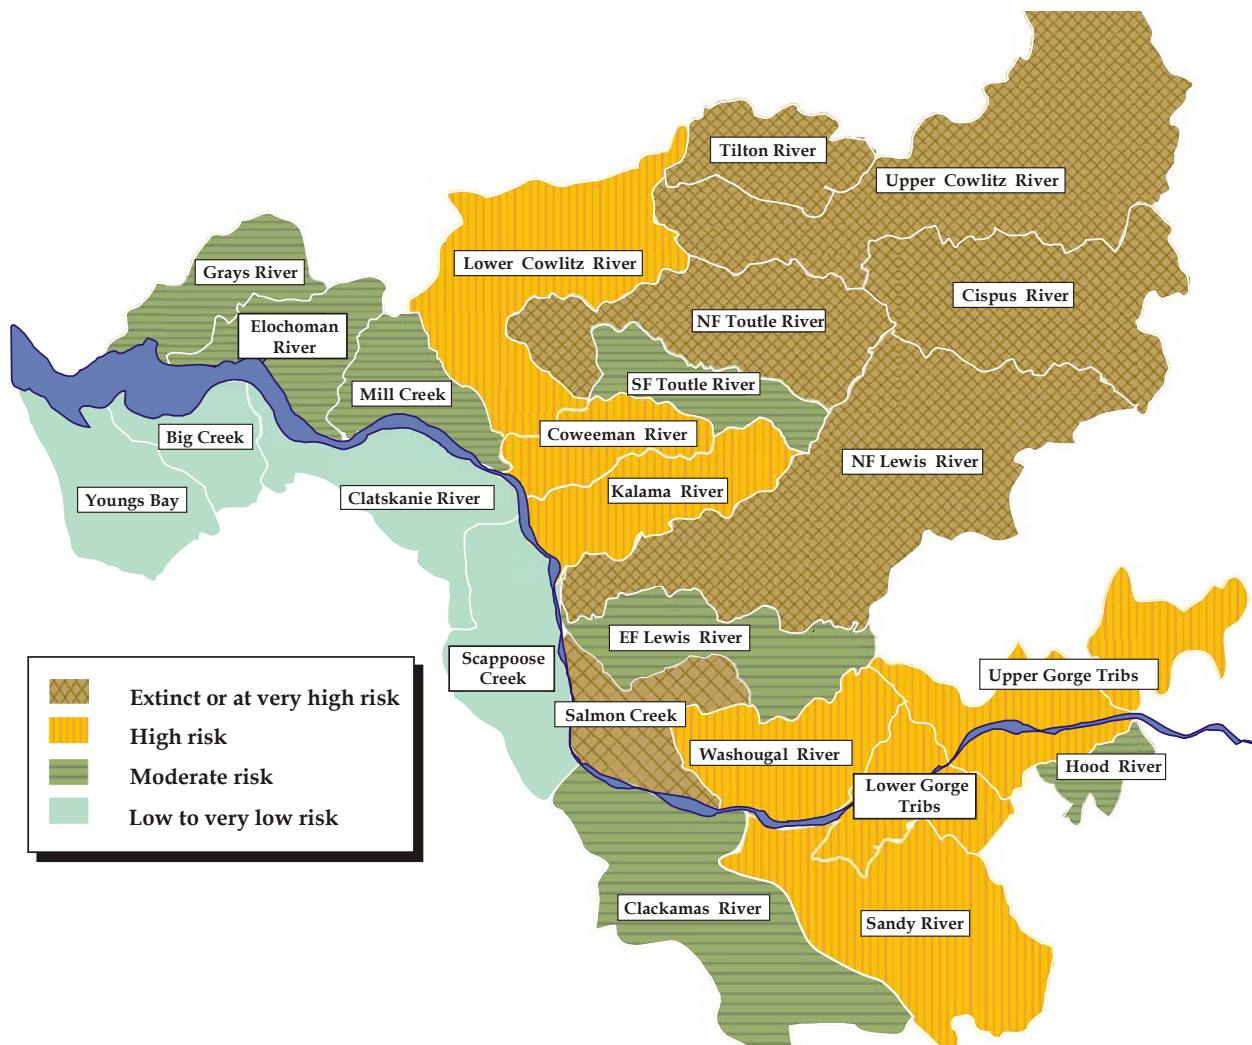 Tilton River
Upper Cowlitz River
Lower Cowlitz River
Grays River
Cispus River
Elochoman
River
NF Toutle River
SF Toutle River
Mill Creek
Big Creek
Coweeman River
NF Lewis River
Youngs Bay
Clatskanie River
Kalama River
EF Lewis River
Scappoose
Creek
Upper Gorge Tribs
Salmon Creek
Washougal River
Hood River
Lower Gorge
Tribs
Clackamas River
Sandy River
Extinct or at very high risk
High risk
Moderate risk
Low to very low risk